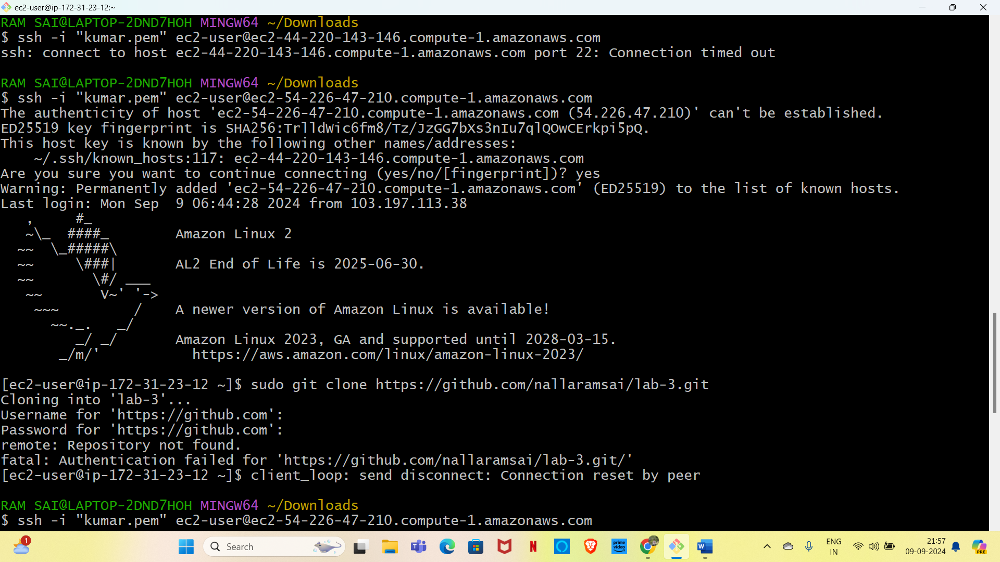 ec2-user@ip-172-31-23-12:~
RAM SAI@LAPTOP-2DND7HOH MINGW64 ~/Downloads
$ ssh -i "kumar.pem" ec2-user@ec2-44-220-143-146.compute-1.amazonaws.com
ssh: connect to host ec2-44-220-143-146.compute-1.amazonaws.com port 22: Connection timed out

RAM SAI@LAPTOP-2DND7HOH MINGW64 ~/Downloads
$ ssh -i "kumar.pem" ec2-user@ec2-54-226-47-210.compute-1.amazonaws.com
The authenticity of host 'ec2-54-226-47-210.compute-1.amazonaws.com (54.226.47.210)' can't be established.
ED25519 key fingerprint is SHA256:TrlldWic6fm8/Tz/JzGG7bXs3nIu7qlQOwCErkpi5pQ.
This host key is known by the following other names/addresses:
    ~/.ssh/known_hosts:117: ec2-44-220-143-146.compute-1.amazonaws.com
Are you sure you want to continue connecting (yes/no/[fingerprint])? yes
Warning: Permanently added 'ec2-54-226-47-210.compute-1.amazonaws.com' (ED25519) to the list of known hosts.
Last login: Mon Sep  9 06:44:28 2024 from 103.197.113.38
   ,     #_
   ~\_  ####_        Amazon Linux 2
  ~~  \_#####\
  ~~     \###|       AL2 End of Life is 2025-06-30.
  ~~       \#/ ___
   ~~       V~' '->
    ~~~         /    A newer version of Amazon Linux is available!
      ~~._.   _/
         _/ _/       Amazon Linux 2023, GA and supported until 2028-03-15.
       _/m/'           https://aws.amazon.com/linux/amazon-linux-2023/

[ec2-user@ip-172-31-23-12 ~]$ sudo git clone https://github.com/nallaramsai/lab-3.git
Cloning into 'lab-3'...
Username for 'https://github.com':
Password for 'https://github.com':
remote: Repository not found.
fatal: Authentication failed for 'https://github.com/nallaramsai/lab-3.git/'
[ec2-user@ip-172-31-23-12 ~]$ client_loop: send disconnect: Connection reset by peer

RAM SAI@LAPTOP-2DND7HOH MINGW64 ~/Downloads
$ ssh -i "kumar.pem" ec2-user@ec2-54-226-47-210.compute-1.amazonaws.com
1
Search
prime video
PRE
ENG
IN
21:57
09-09-2024